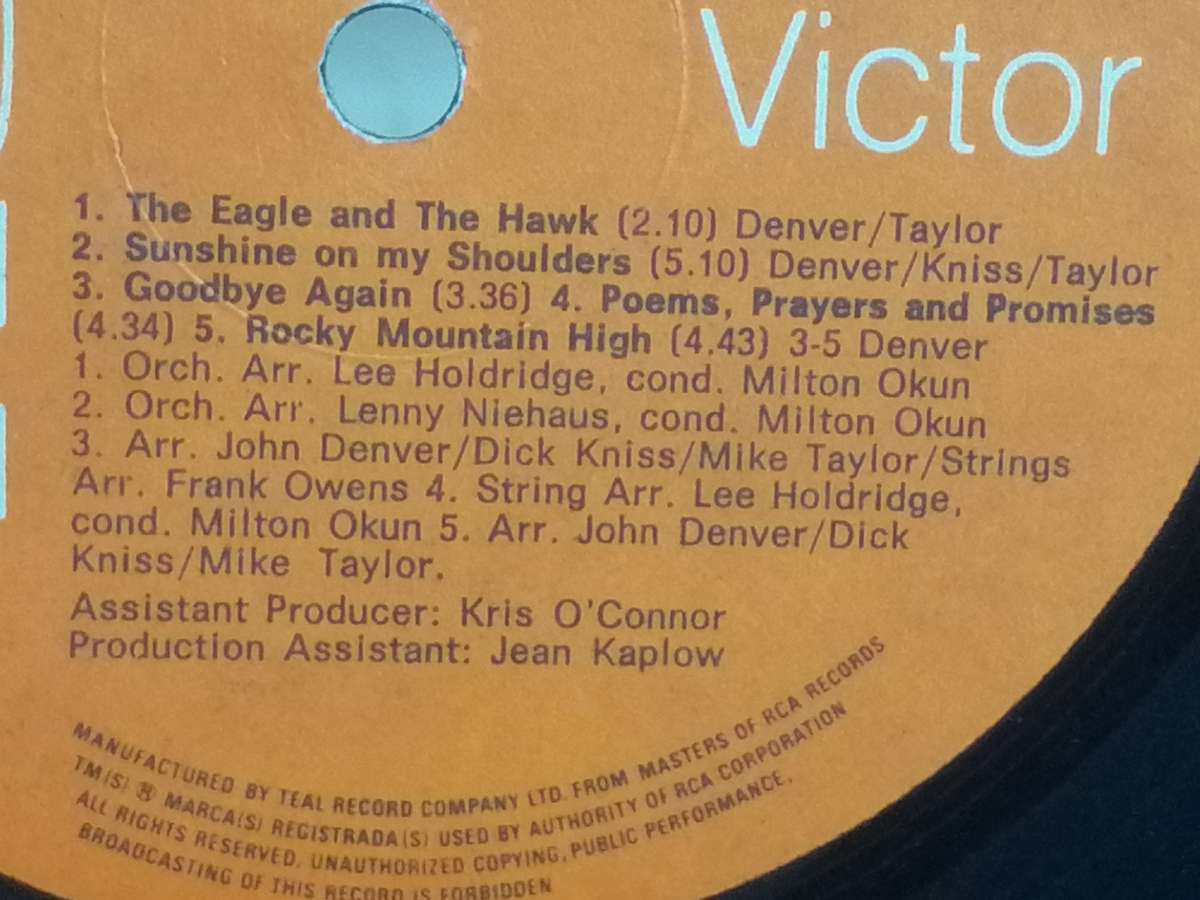 Victor
1. The Eagle and The Hawk (2.10) Denver/Taylor
2. Sunshine on my Shoulders (5.10) Denver/Kniss/Taylor
3. Goodbye Again (3.36) 4. Poems, Prayers and Promises
(4.34) 5. Rocky Mountain High (4.43) 3-5 Denver
1. Orch. Arr. Lee Holdridge, cond. Milton Okun
2. Orch. Arr. Lenny Niehaus, cond. Milton Okun
3. Arr. John Denver/Dick Kniss/Mike Taylor/Strings
Arr. Frank Owens 4. String Arr. Lee Holdridge,
cond. Milton Okun 5. Arr. John Denver/Dick
Kniss/Mike Taylor.
Assistant Producer: Kris O'Connor
Production Assistant: Jean Kaplow
MANUFACTURED BY TEAL RECORD COMPANY LTD. FROM MASTERS OF RCA RECORDS
TM(S) ® MARCA(S) REGISTRADA(S) USED BY AUTHORITY OF RCA CORPORATION
ALL RIGHTS RESERVED. UNAUTHORIZED COPYING, PUBLIC PERFORMANCE,
BROADCASTING OF THIS RECORD IS FORBIDDEN